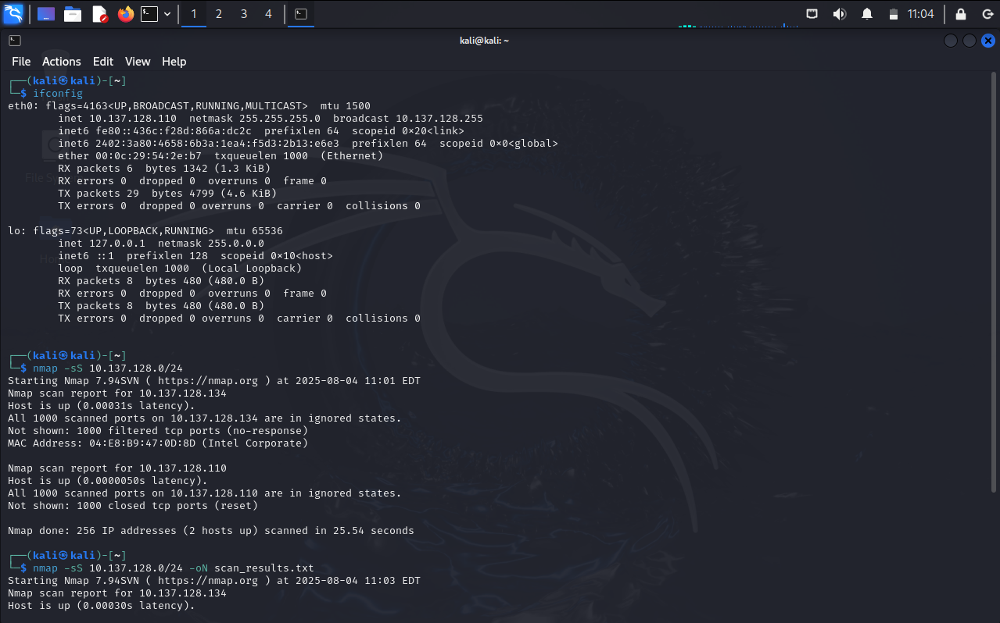 1 2 3 4 11:04
kali@kali: ~
File Actions Edit View Help
┌──(kali㉿kali)-[~]
└─$ ifconfig
eth0: flags=4163<UP,BROADCAST,RUNNING,MULTICAST>  mtu 1500
        inet 10.137.128.110  netmask 255.255.255.0  broadcast 10.137.128.255
        inet6 fe80::436c:f28d:866a:dc2c  prefixlen 64  scopeid 0×20<link>
        inet6 2402:3a80:4658:6b3a:1ea4:f5d3:2b13:e6e3  prefixlen 64  scopeid 0×0<global>
        ether 00:0c:29:54:2e:b7  txqueuelen 1000  (Ethernet)
        RX packets 6  bytes 1342 (1.3 KiB)
        RX errors 0  dropped 0  overruns 0  frame 0
        TX packets 29  bytes 4799 (4.6 KiB)
        TX errors 0  dropped 0 overruns 0  carrier 0  collisions 0
lo: flags=73<UP,LOOPBACK,RUNNING>  mtu 65536
        inet 127.0.0.1  netmask 255.0.0.0
        inet6 ::1  prefixlen 128  scopeid 0×10<host>
        loop  txqueuelen 1000  (Local Loopback)
        RX packets 8  bytes 480 (480.0 B)
        RX errors 0  dropped 0  overruns 0  frame 0
        TX packets 8  bytes 480 (480.0 B)
        TX errors 0  dropped 0 overruns 0  carrier 0  collisions 0
┌──(kali㉿kali)-[~]
└─$ nmap -sS 10.137.128.0/24
Starting Nmap 7.94SVN ( https://nmap.org ) at 2025-08-04 11:01 EDT
Nmap scan report for 10.137.128.134
Host is up (0.00031s latency).
All 1000 scanned ports on 10.137.128.134 are in ignored states.
Not shown: 1000 filtered tcp ports (no-response)
MAC Address: 04:E8:B9:47:0D:8D (Intel Corporate)
Nmap scan report for 10.137.128.110
Host is up (0.0000050s latency).
All 1000 scanned ports on 10.137.128.110 are in ignored states.
Not shown: 1000 closed tcp ports (reset)
Nmap done: 256 IP addresses (2 hosts up) scanned in 25.54 seconds
┌──(kali㉿kali)-[~]
└─$ nmap -sS 10.137.128.0/24 -oN scan_results.txt
Starting Nmap 7.94SVN ( https://nmap.org ) at 2025-08-04 11:03 EDT
Nmap scan report for 10.137.128.134
Host is up (0.00030s latency).